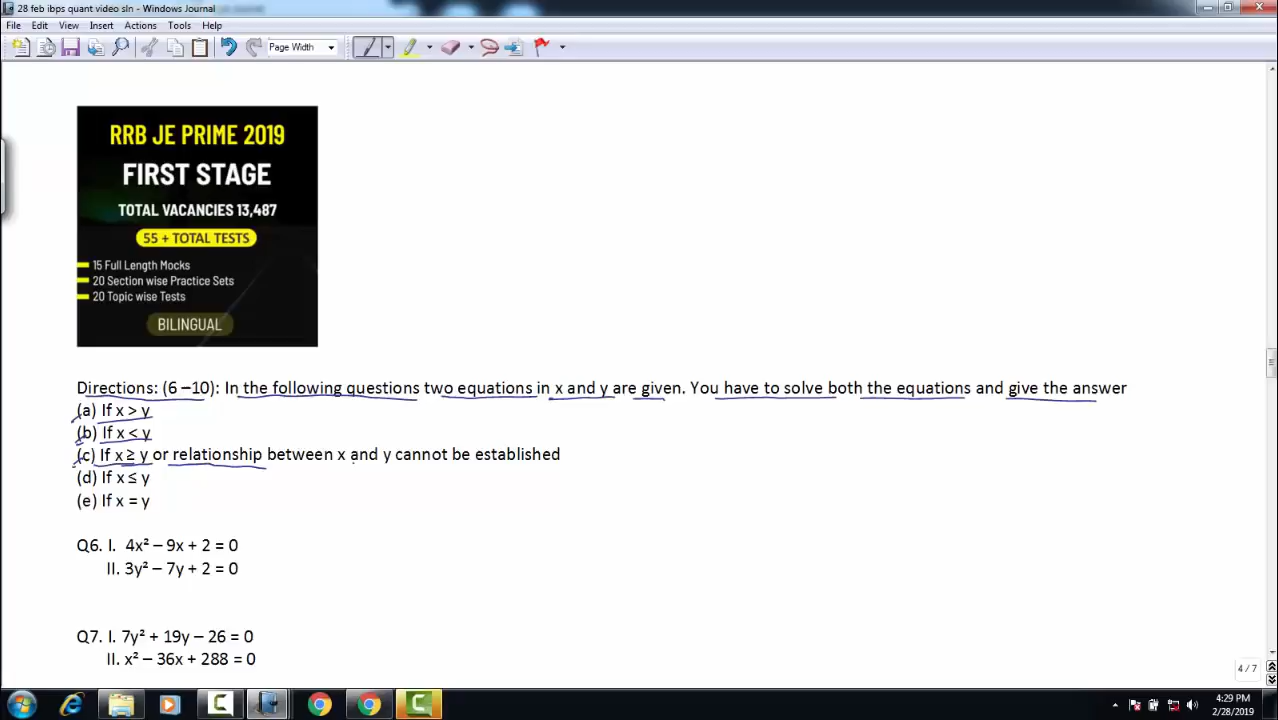 28 feb ibps quant video sln - Windows Journal
File Edit View Insert Actions Tools Help
Page Width
RRB JE PRIME 2019
FIRST STAGE
TOTAL VACANCIES 13,487
55 + TOTAL TESTS
15 Full Length Mocks
20 Section wise Practice Sets
20 Topic wise Tests
BILINGUAL
Directions: (6 –10): In the following questions two equations in x and y are given. You have to solve both the equations and give the answer
(a) If x > y
(b) If x < y
(c) If x ≥ y or relationship between x and y cannot be established
(d) If x ≤ y
(e) If x = y
Q6. I. 4x² – 9x + 2 = 0
II. 3y² – 7y + 2 = 0
Q7. I. 7y² + 19y – 26 = 0
II. x² – 36x + 288 = 0
4 / 7
4:29 PM
2/28/2019